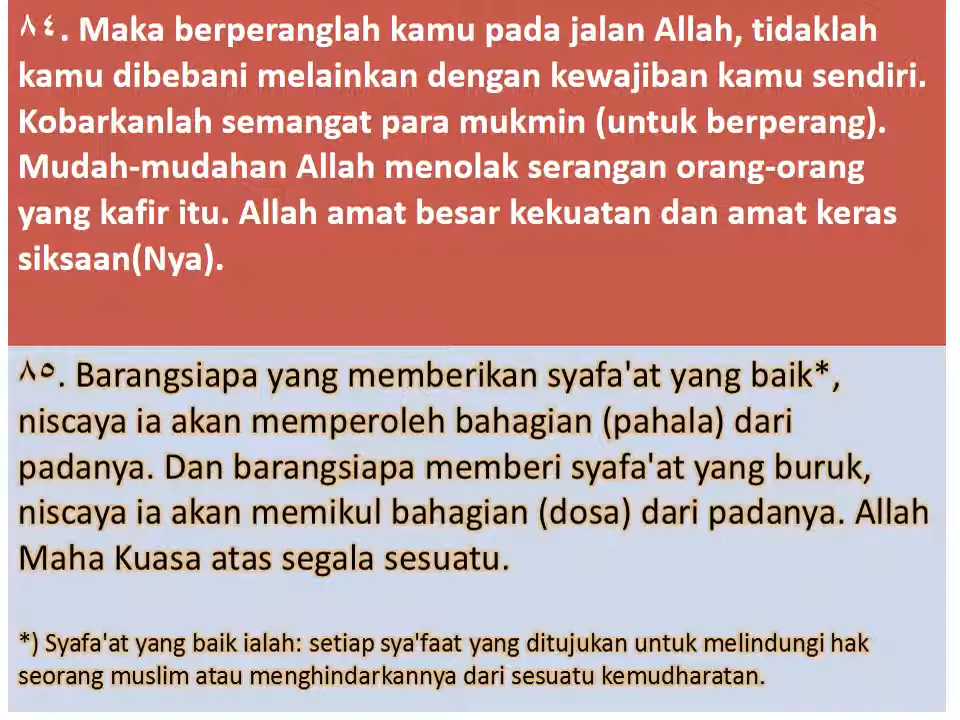 ٨٤. Maka berperanglah kamu pada jalan Allah, tidaklah
kamu dibebani melainkan dengan kewajiban kamu sendiri.
Kobarkanlah semangat para mukmin (untuk berperang).
Mudah-mudahan Allah menolak serangan orang-orang
yang kafir itu. Allah amat besar kekuatan dan amat keras
siksaan(Nya).
٨٥. Barangsiapa yang memberikan syafa'at yang baik*,
niscaya ia akan memperoleh bahagian (pahala) dari
padanya. Dan barangsiapa memberi syafa'at yang buruk,
niscaya ia akan memikul bahagian (dosa) dari padanya. Allah
Maha Kuasa atas segala sesuatu.
*) Syafa'at yang baik ialah: setiap sya'faat yang ditujukan untuk melindungi hak
seorang muslim atau menghindarkannya dari sesuatu kemudharatan.